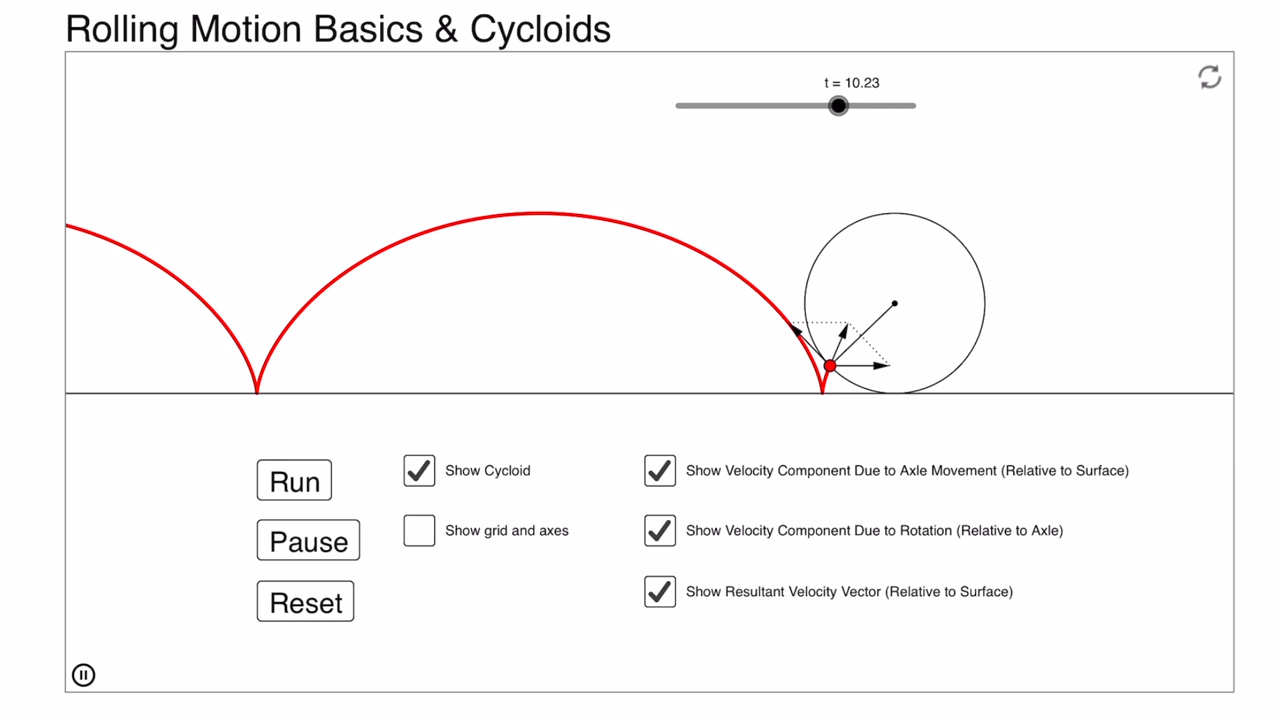 Rolling Motion Basics & Cycloids
t = 10.23
Run
Show Cycloid
Show Velocity Component Due to Axle Movement (Relative to Surface)
Pause
Show grid and axes
Show Velocity Component Due to Rotation (Relative to Axle)
Reset
Show Resultant Velocity Vector (Relative to Surface)